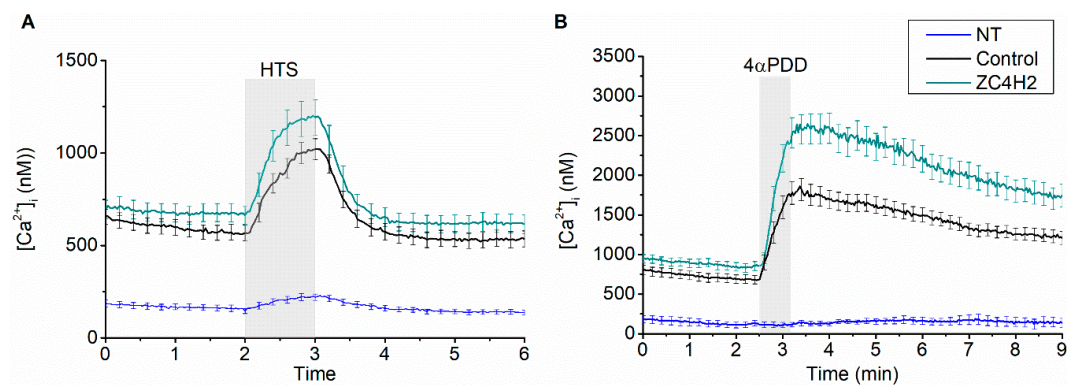 A
HTS
[Ca²⁺]ᵢ (nM))
1500
1000
500
0
0 1 2 3 4 5 6
Time
B
NT
Control
ZC4H2
4αPDD
[Ca²⁺]ᵢ (nM)
3500
3000
2500
2000
1500
1000
500
0
0 1 2 3 4 5 6 7 8 9
Time (min)